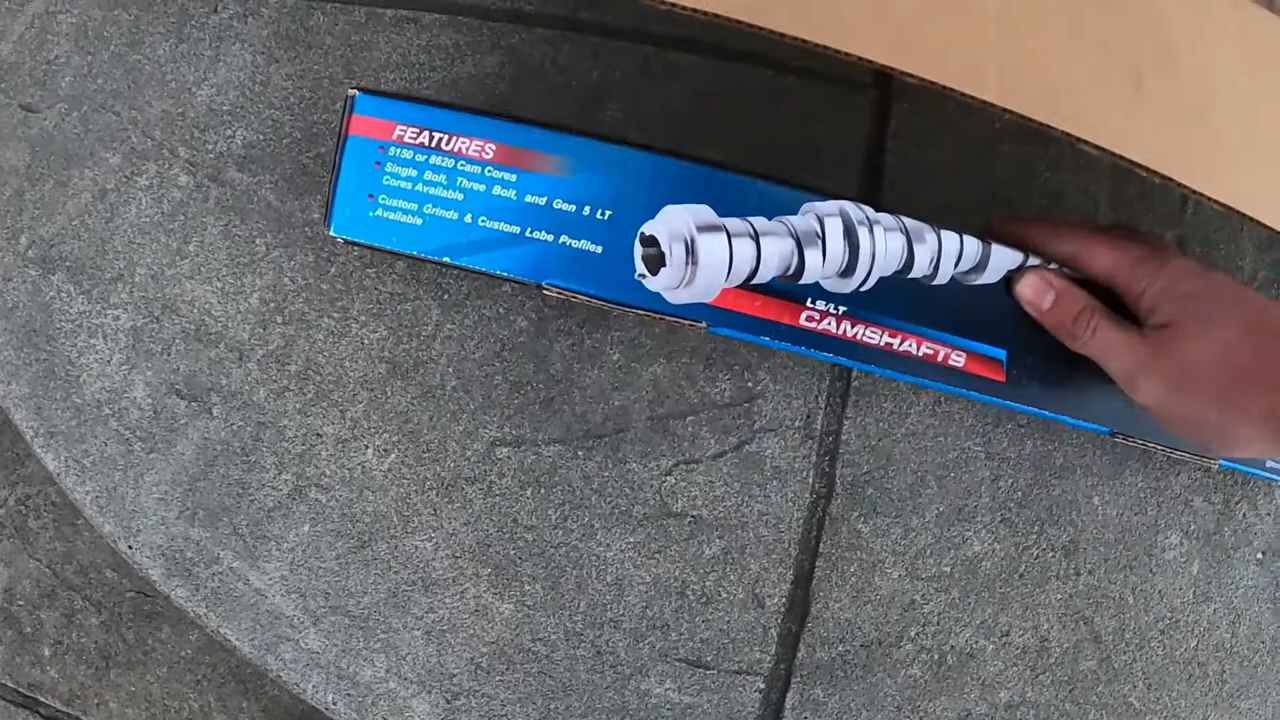 FEATURES
• 5150 or 8620 Cam Cores
• Single Bolt, Three Bolt, and Gen 5 LT
Cores Available
• Custom Grinds & Custom Lobe Profiles
Available
LS/LT
CAMSHAFTS